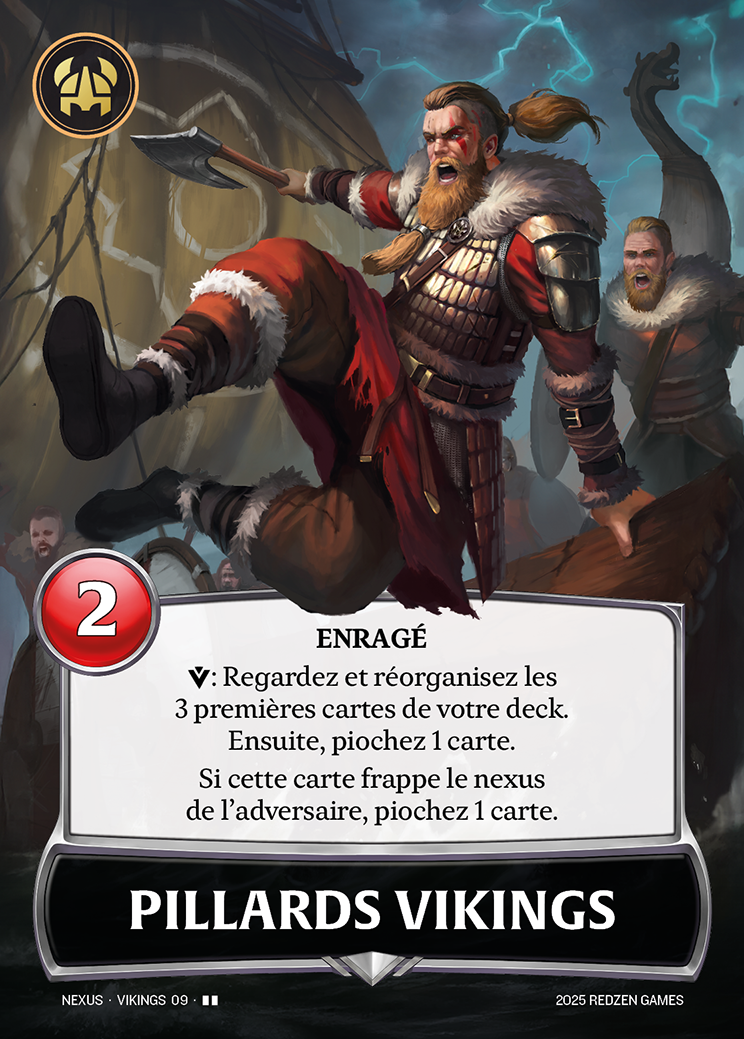 2
ENRAGÉ
: Regardez et réorganisez les
3 premières cartes de votre deck.
Ensuite, piochez 1 carte.
Si cette carte frappe le nexus
de l’adversaire, piochez 1 carte.
PILLARDS VIKINGS
NEXUS · VIKINGS 09 ·
2025 REDZEN GAMES